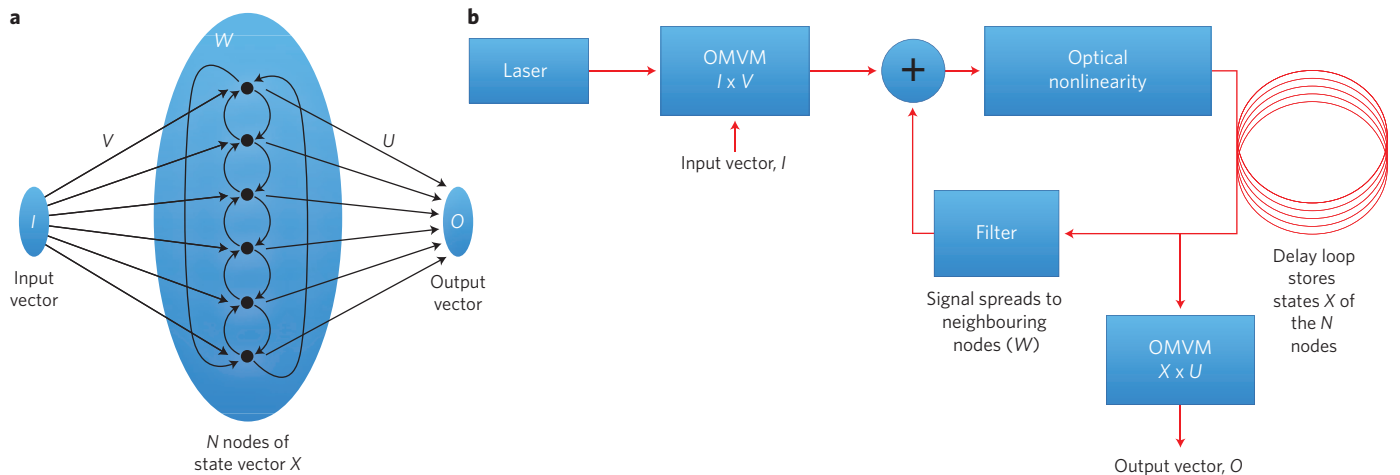 a
W
V
U
I
O
Input
vector
Output
vector
N nodes of
state vector X
b
Laser
OMVM
I x V
+
Optical
nonlinearity
Input vector, I
Filter
Signal spreads to
neighbouring
nodes (W)
Delay loop
stores
states X of
the N
nodes
OMVM
X x U
Output vector, O